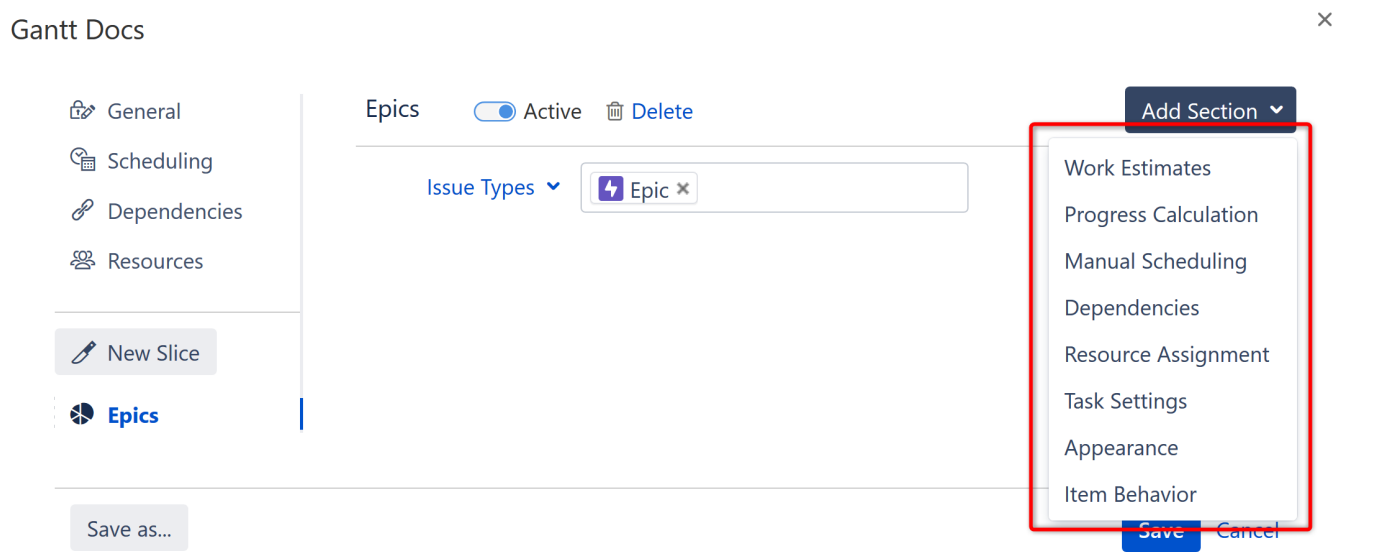 Gantt Docs
General
Scheduling
Dependencies
Resources
New Slice
Epics
Epics Active Delete Add Section
Issue Types Epic
Work Estimates
Progress Calculation
Manual Scheduling
Dependencies
Resource Assignment
Task Settings
Appearance
Item Behavior
Save as... Save Cancel